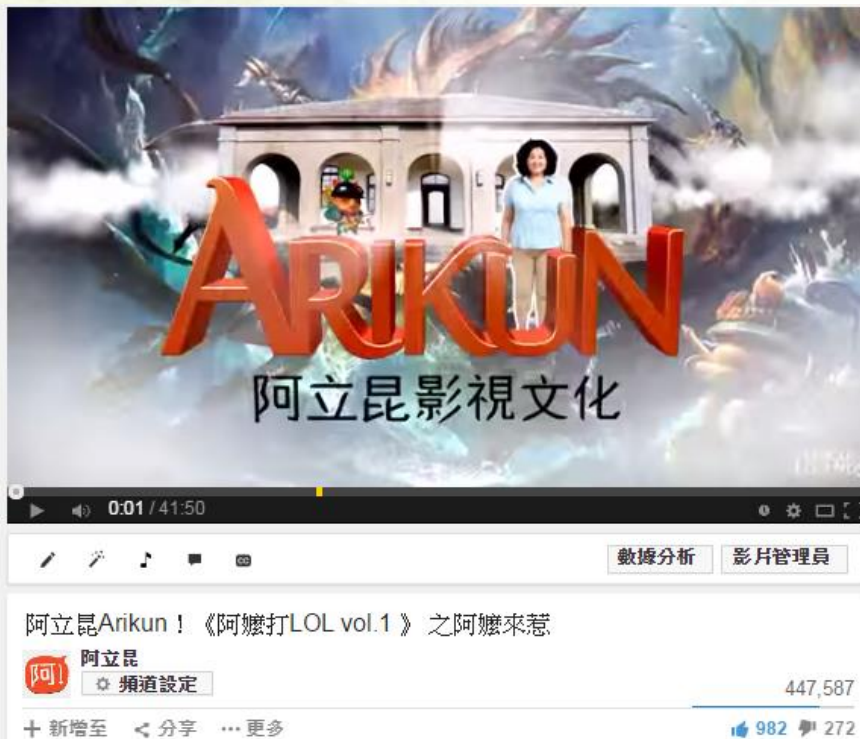 ARIKUN
阿立昆影視文化
0:01 / 41:50
cc
數據分析 影片管理員
阿立昆Arikun！《阿嬤打LOL vol.1 》 之阿嬤來惹
阿！
阿立昆
頻道設定
447,587
新增至 分享 ••• 更多 982 272